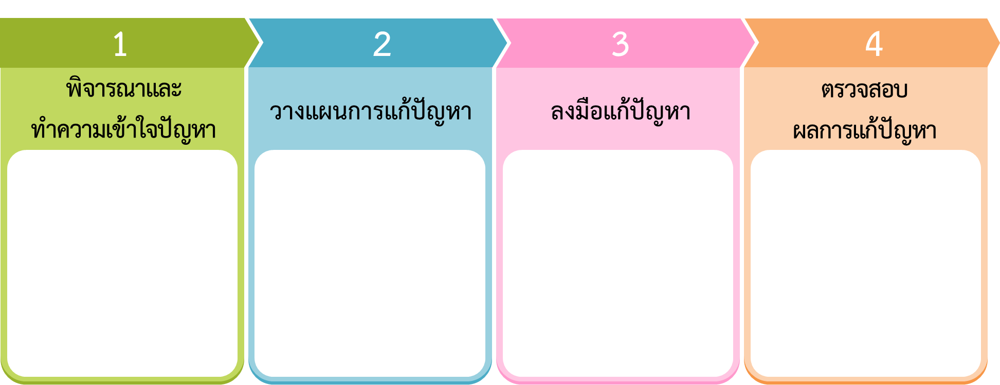 1
พิจารณาและ
ทำความเข้าใจปัญหา
2
วางแผนการแก้ปัญหา
3
ลงมือแก้ปัญหา
4
ตรวจสอบ
ผลการแก้ปัญหา